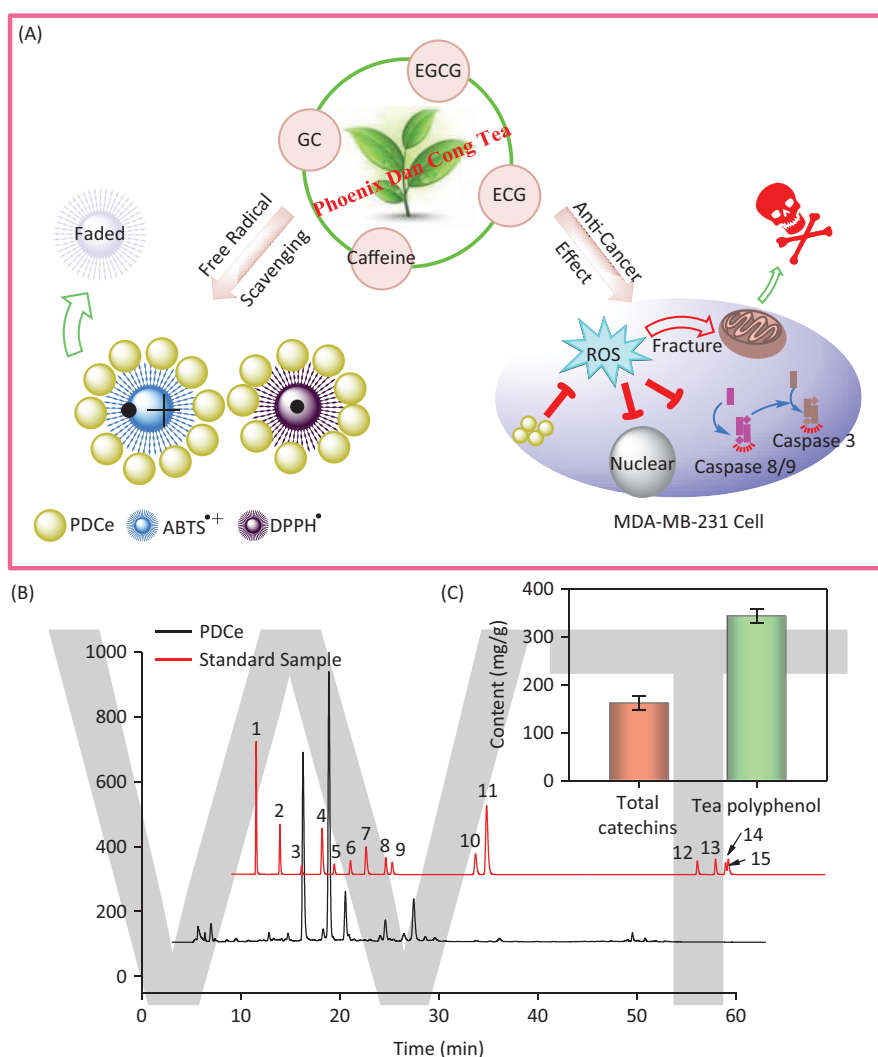 (A)
EGCG
GC
Phoenix Dan Cong Tea
ECG
Caffeine
Faded
Free Radical
Scavenging
Anti-Cancer
Effect
ROS
Fracture
Nuclear
Caspase 8/9
Caspase 3
MDA-MB-231 Cell
PDCe
ABTS•+
DPPH•
(B)
PDCe
Standard Sample
1000
800
600
400
200
0
1
2
3
4
5
6
7
8
9
10
11
12
13
14
15
0
10
20
30
40
50
60
Time (min)
(C)
Content (mg/g)
400
300
200
100
0
Total
catechins
Tea polyphenol